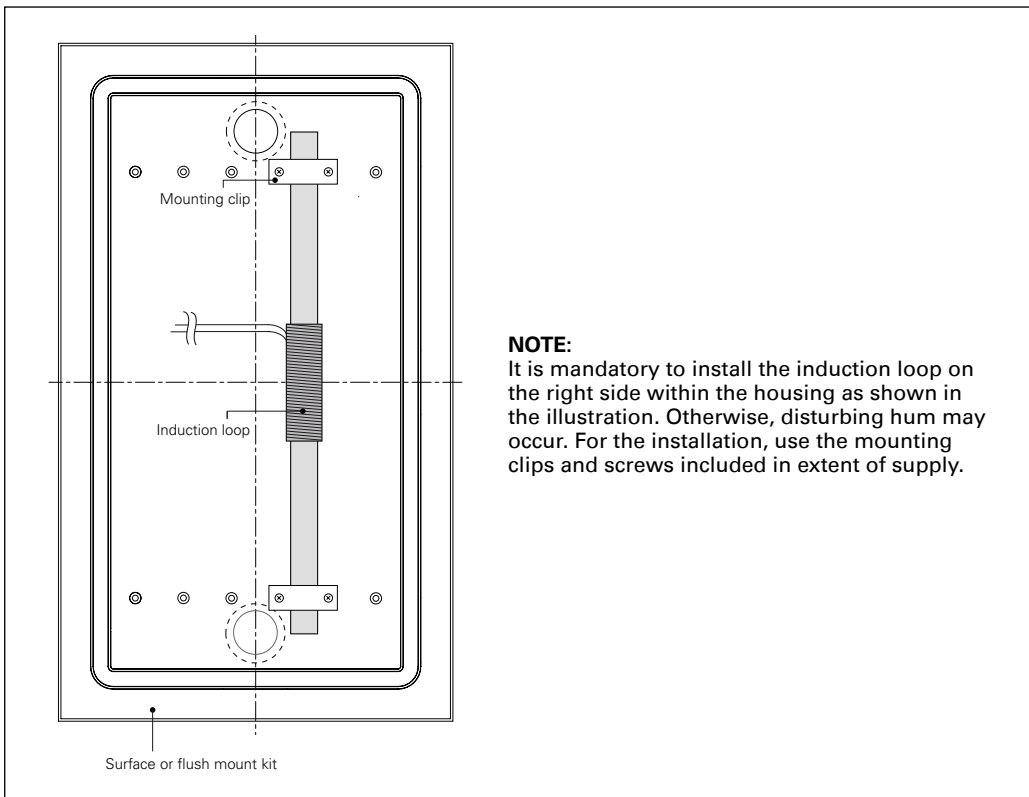 Mounting clip
Induction loop
Surface or flush mount kit
NOTE:
It is mandatory to install the induction loop on
the right side within the housing as shown in
the illustration. Otherwise, disturbing hum may
occur. For the installation, use the mounting
clips and screws included in extent of supply.